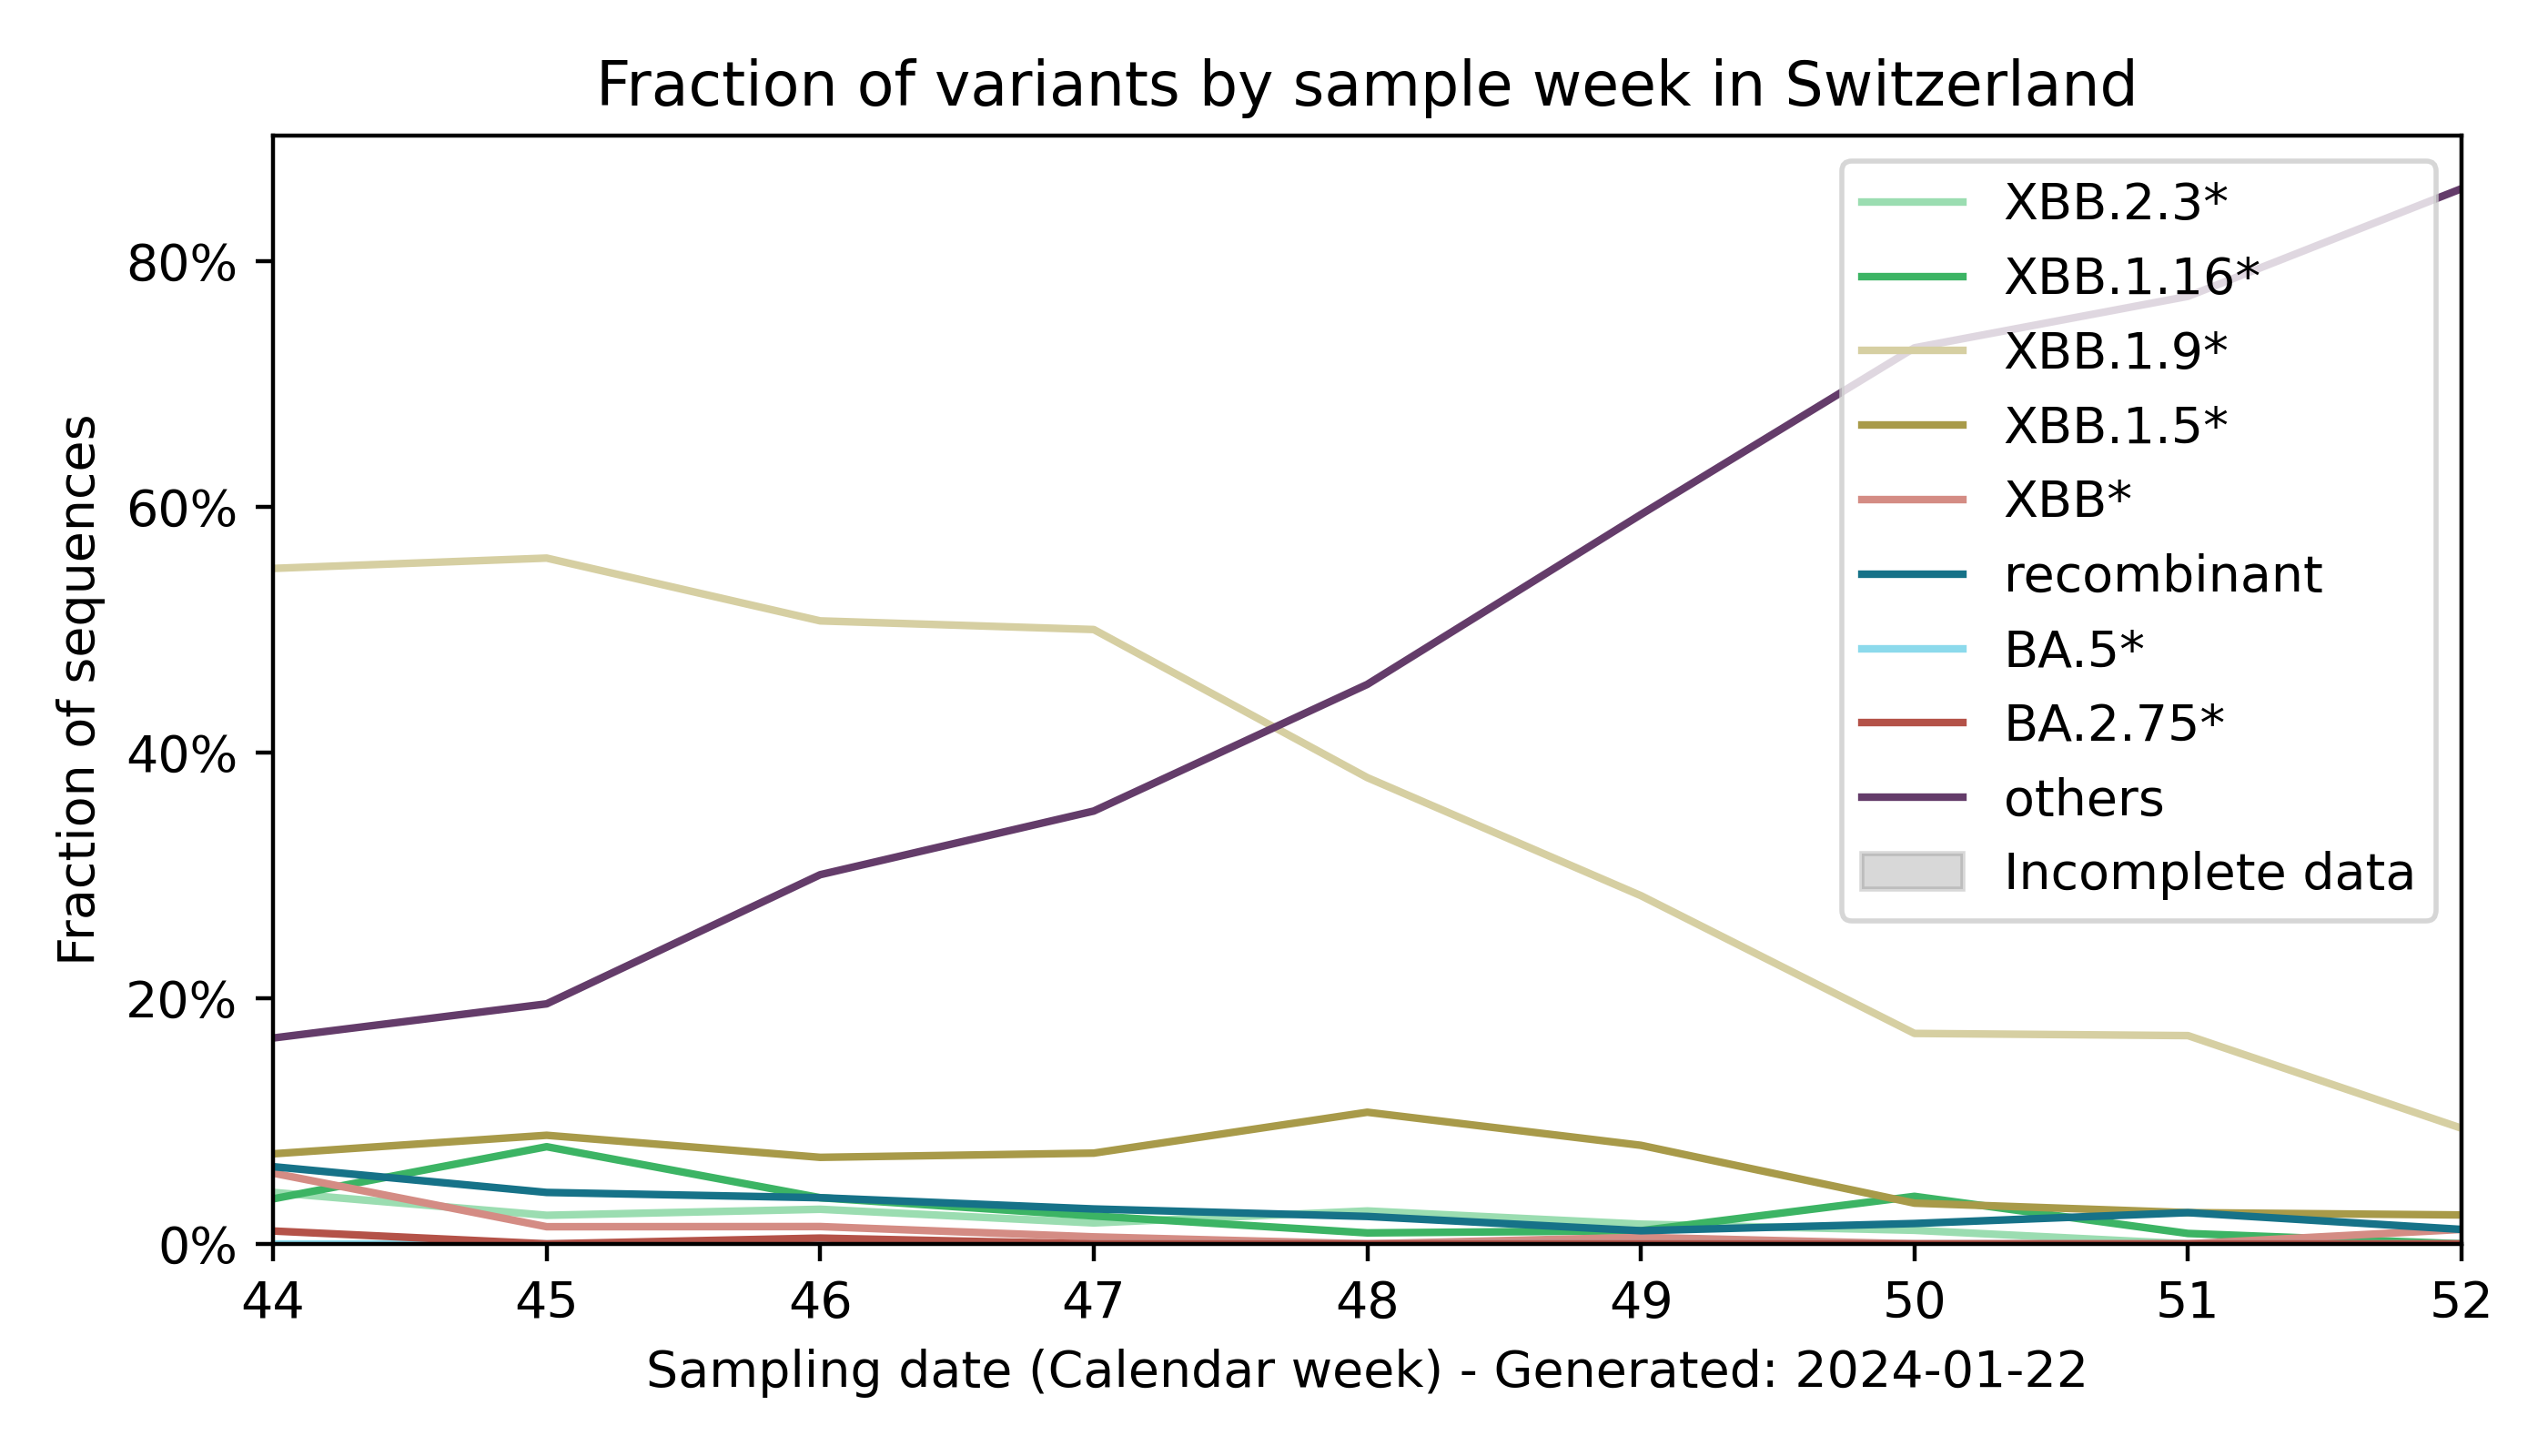 Fraction of variants by sample week in Switzerland
Fraction of sequences
80%
60%
40%
20%
0%
44 45 46 47 48 49 50 51 52
Sampling date (Calendar week) - Generated: 2024-01-22
XBB.2.3*
XBB.1.16*
XBB.1.9*
XBB.1.5*
XBB*
recombinant
BA.5*
BA.2.75*
others
Incomplete data